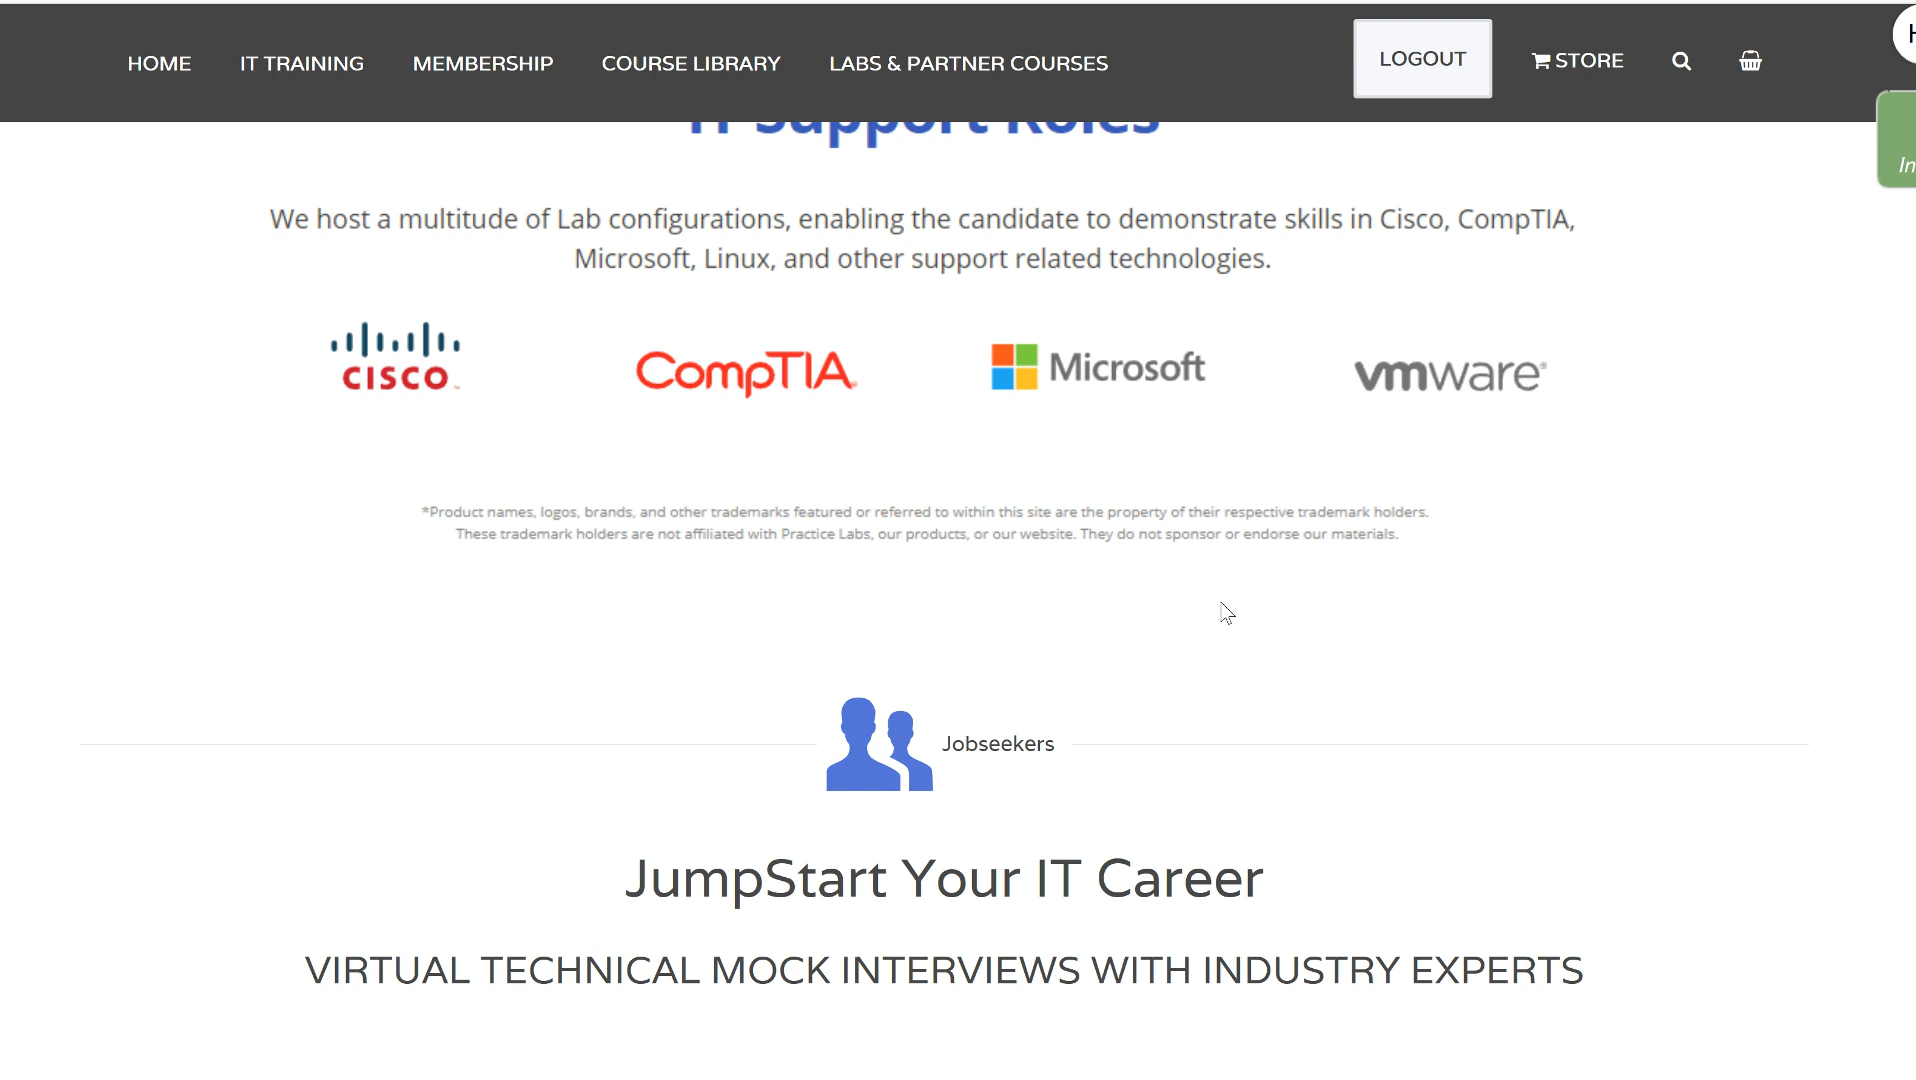 HOME IT TRAINING MEMBERSHIP COURSE LIBRARY LABS & PARTNER COURSES LOGOUT STORE
IT Support Roles
We host a multitude of Lab configurations, enabling the candidate to demonstrate skills in Cisco, CompTIA,
Microsoft, Linux, and other support related technologies.
CISCO CompTIA Microsoft vmware
*Product names, logos, brands, and other trademarks featured or referred to within this site are the property of their respective trademark holders.
These trademark holders are not affiliated with Practice Labs, our products, or our website. They do not sponsor or endorse our materials.
Jobseekers
JumpStart Your IT Career
VIRTUAL TECHNICAL MOCK INTERVIEWS WITH INDUSTRY EXPERTS